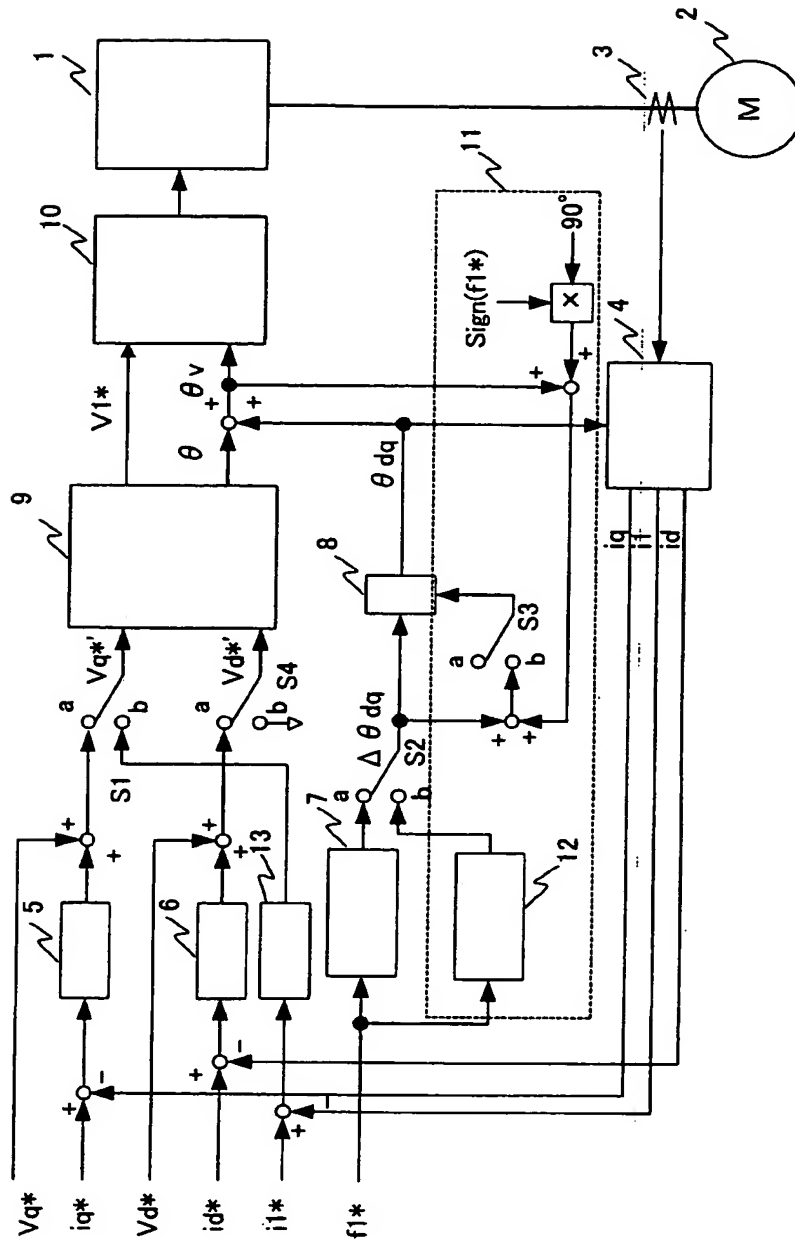 Vq*
iq*
Vd*
id*
i1*
f1*
+
-
5
+
+
a
S1
b
Vq*'
+
-
6
+
+
a
Vd*'
b
S4
+
-
13
7
a
Δθdq
S2
b
12
9
V1*
θ
+
+
θv
10
1
8
θdq
a
S3
b
+
+
11
Sign(f1*)
×
90°
+
+
4
iq
i1
id
3
2
M